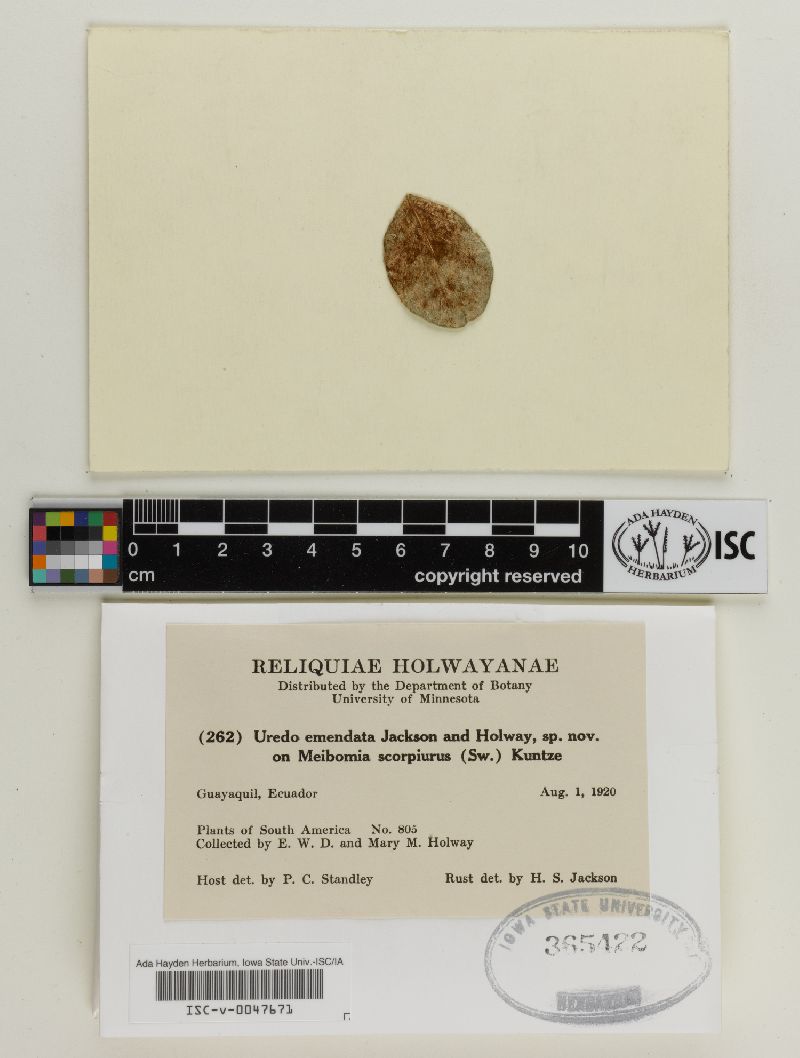 0 1 2 3 4 5 6 7 8 9 10
cm copyright reserved
ADA HAYDEN
HERBARIUM
ISC
RELIQUIAE HOLWAYANAE
Distributed by the Department of Botany
University of Minnesota
(262) Uredo emendata Jackson and Holway, sp. nov.
on Meibomia scorpiurus (Sw.) Kuntze
Guayaquil, Ecuador Aug. 1, 1920
Plants of South America No. 805
Collected by E. W. D. and Mary M. Holway
Host det. by P. C. Standley Rust det. by H. S. Jackson
IOWA STATE UNIVERSITY
365422
HERBARIUM
Ada Hayden Herbarium, Iowa State Univ.-ISC/IA
ISC-v-0047671